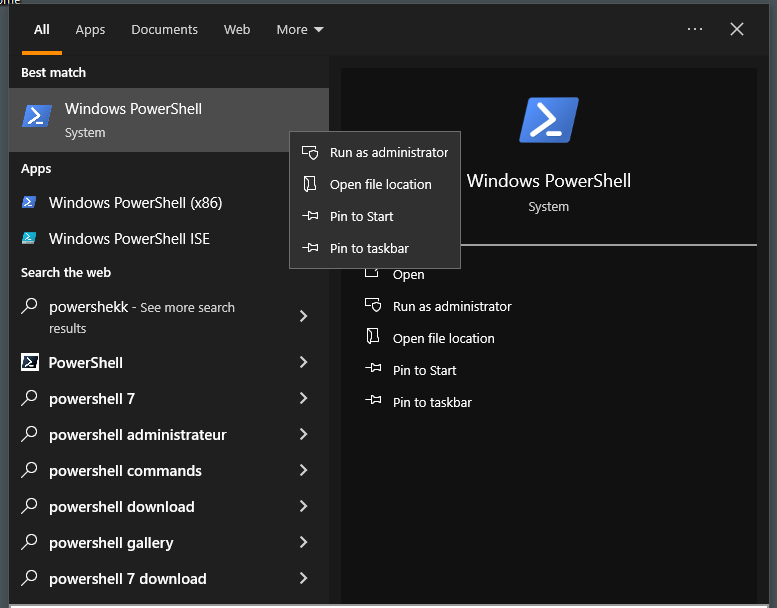 All Apps Documents Web More
Best match
Windows PowerShell
System
Apps
Windows PowerShell (x86)
Windows PowerShell ISE
Search the web
powershekk - See more search
results
PowerShell
powershell 7
powershell administrateur
powershell commands
powershell download
powershell gallery
powershell 7 download
Run as administrator
Open file location
Pin to Start
Pin to taskbar
Windows PowerShell
System
Open
Run as administrator
Open file location
Pin to Start
Pin to taskbar